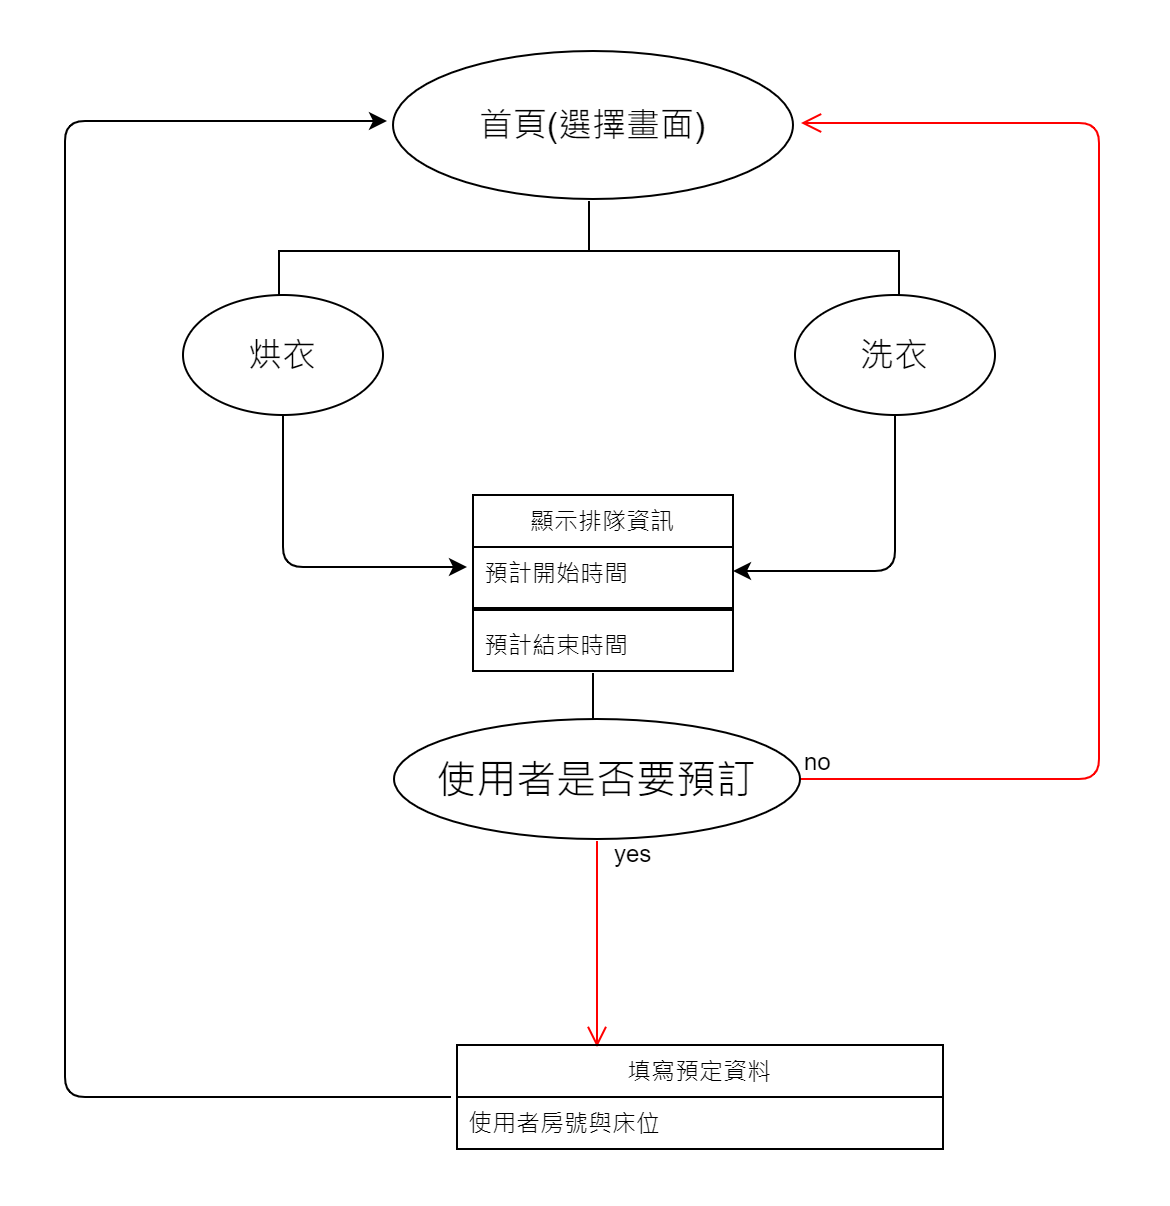 首頁(選擇畫面)
烘衣
洗衣
顯示排隊資訊
預計開始時間
預計結束時間
使用者是否要預訂
no
yes
填寫預定資料
使用者房號與床位